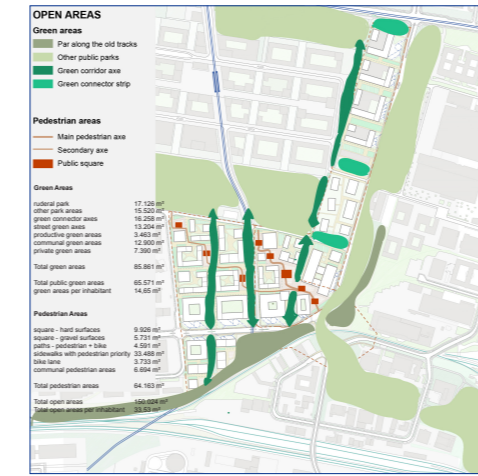 OPEN AREAS
Green areas
Par along the old tracks
Other public parks
Green corridor axe
Green connector strip
Pedestrian areas
Main pedestrian axe
Secondary axe
Public square
Green Areas
ruderal park 17.126 m²
other park areas 15.520 m²
green connector axes 16.258 m²
street green axes 13.204 m²
productive green areas 3.463 m²
communal green areas 12.900 m²
private green areas 7.390 m²
Total green areas 85.861 m²
Total public green areas 65.571 m²
green areas per inhabitant 14,65 m²
Pedestrian Areas
square - hard surfaces 9.926 m²
square - gravel surfaces 5.731 m²
paths - pedestrian + bike 4.591 m²
sidewalks with pedestrian priority 33.488 m²
bike lane 3.733 m²
communal pedestrian areas 6.694 m²
Total pedestrian areas 64.163 m²
Total open areas 150.024 m²
Total open areas per inhabitant 33,53 m²